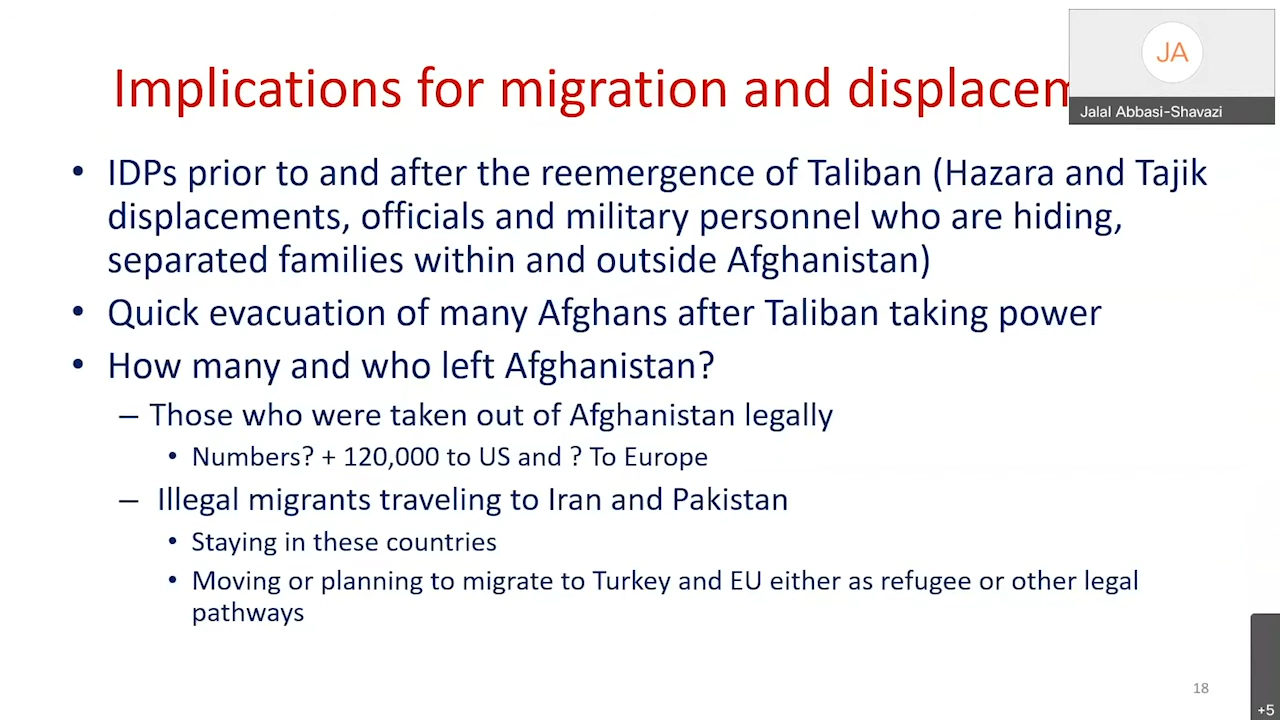 Implications for migration and displacem
JA
Jalal Abbasi-Shavazi
• IDPs prior to and after the reemergence of Taliban (Hazara and Tajik
displacements, officials and military personnel who are hiding,
separated families within and outside Afghanistan)
• Quick evacuation of many Afghans after Taliban taking power
• How many and who left Afghanistan?
– Those who were taken out of Afghanistan legally
• Numbers? + 120,000 to US and ? To Europe
– Illegal migrants traveling to Iran and Pakistan
• Staying in these countries
• Moving or planning to migrate to Turkey and EU either as refugee or other legal
pathways
18
+5